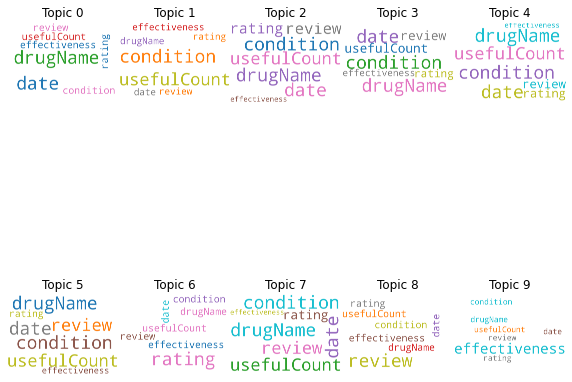 Topic 0
review
usefulCount
effectiveness
drugName
rating
date
condition
Topic 1
effectiveness
rating
drugName
condition
usefulCount
date review
Topic 2
rating review
condition
usefulCount
drugName
date
effectiveness
Topic 3
date review
usefulCount
condition
effectiveness rating
drugName
Topic 4
effectiveness
drugName
usefulCount
condition
review
date rating
Topic 5
drugName
rating
date review
condition
usefulCount
effectiveness
Topic 6
condition
date
drugName
usefulCount
review
effectiveness
rating
Topic 7
condition
effectiveness rating
drugName
date
review
usefulCount
Topic 8
rating
usefulCount
condition
date
effectiveness
drugName
review
Topic 9
condition
drugName
usefulCount
date
review
effectiveness
rating